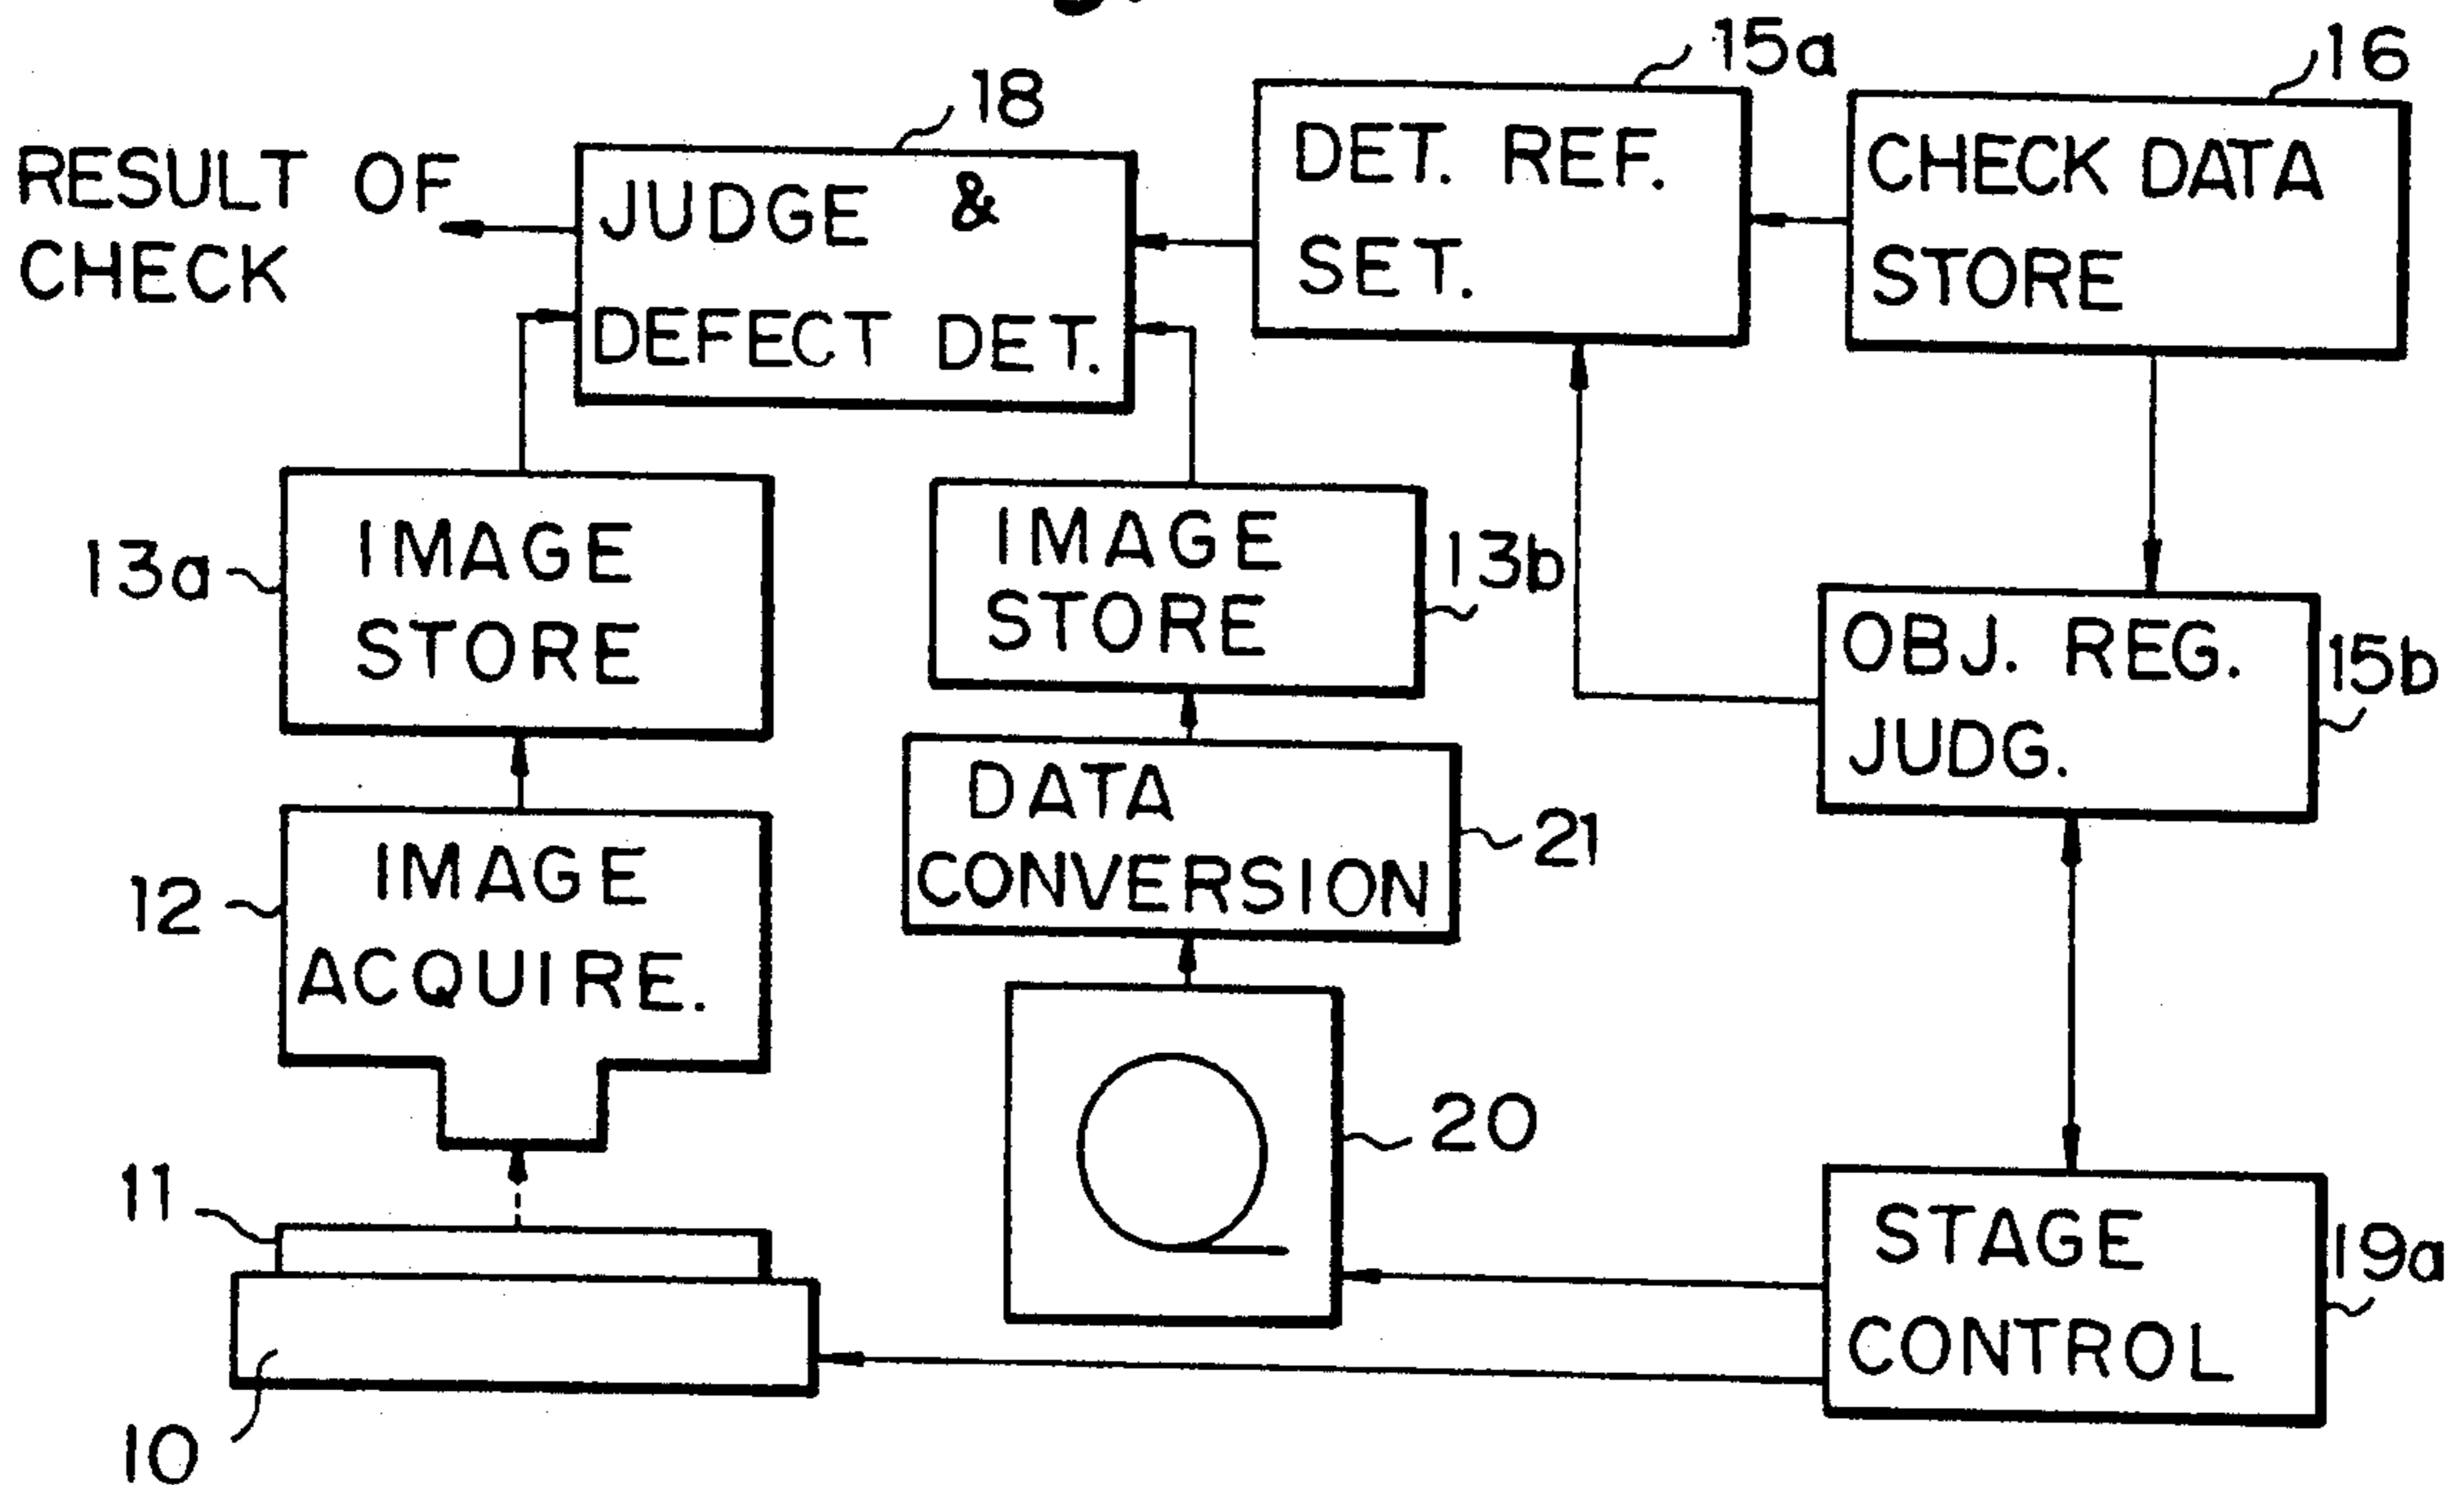 15a
16
18
RESULT OF
CHECK
JUDGE &
DEFECT DET.
DET. REF.
SET.
CHECK DATA
STORE
13a
IMAGE
STORE
IMAGE
STORE
13b
OBJ. REG.
JUDG.
15b
12
IMAGE
ACQUIRE.
DATA
CONVERSION
21
20
11
10
STAGE
CONTROL
19a